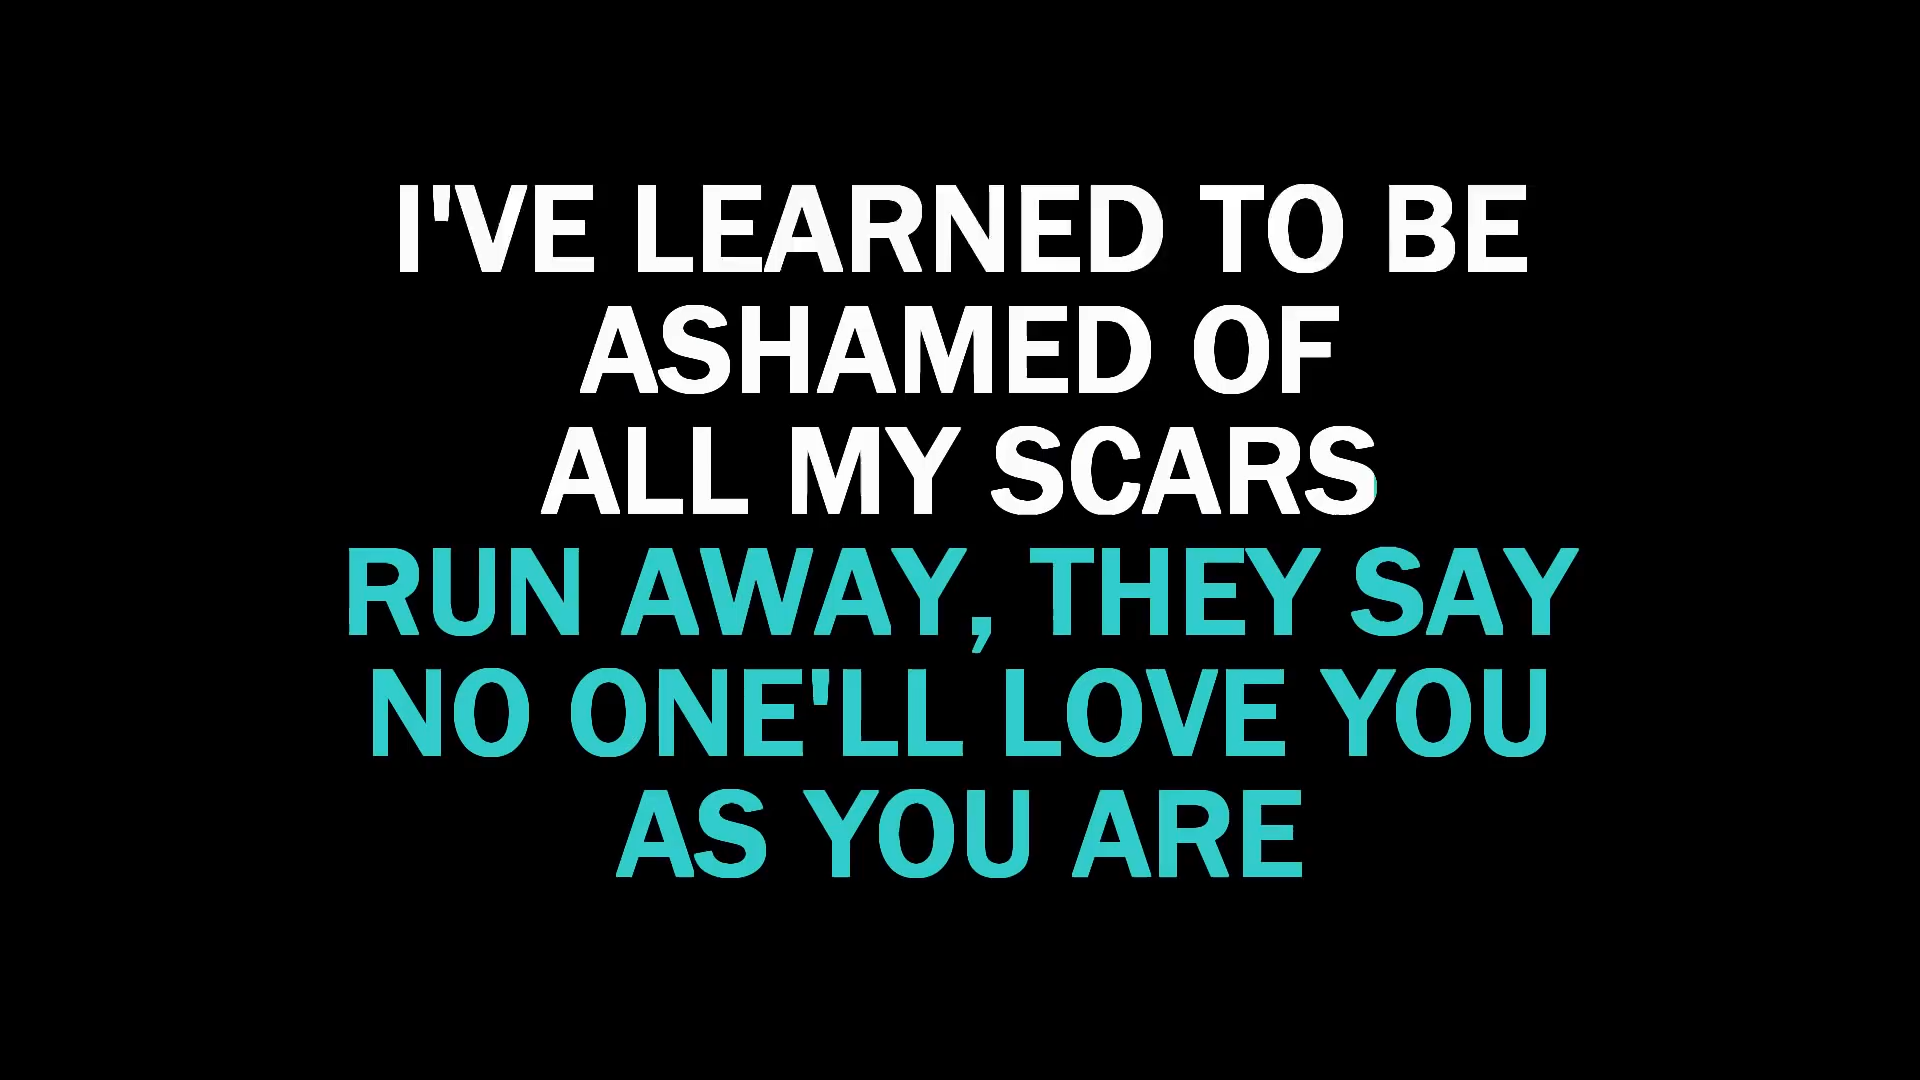 I'VE LEARNED TO BE
ASHAMED OF
ALL MY SCARS
RUN AWAY, THEY SAY
NO ONE'LL LOVE YOU
AS YOU ARE